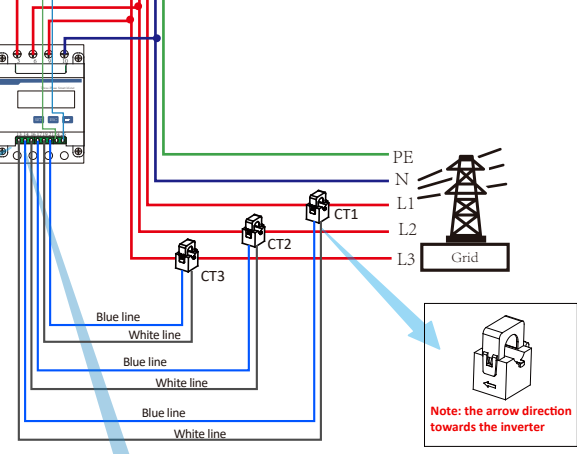 PE
N
L1
CT1
L2
CT2
L3
Grid
CT3
Blue line
White line
Blue line
White line
Blue line
White line
Note: the arrow direction
towards the inverter